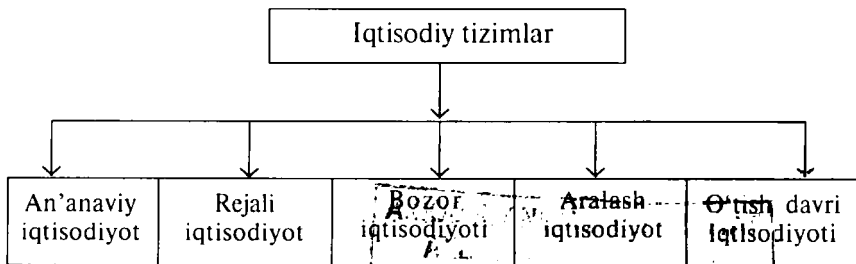 Iqtisodiy tizimlar
An'anaviy
iqtisodiyot
Rejali
iqtisodiyot
Bozor
iqtisodiyoti
Aralash
iqtisodiyot
O'tish davri
iqtisodiyoti